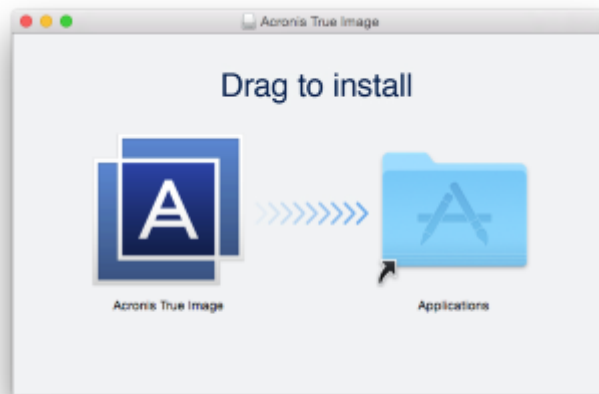 Acronis True Image
Drag to install
A
Acronis True Image
Applications